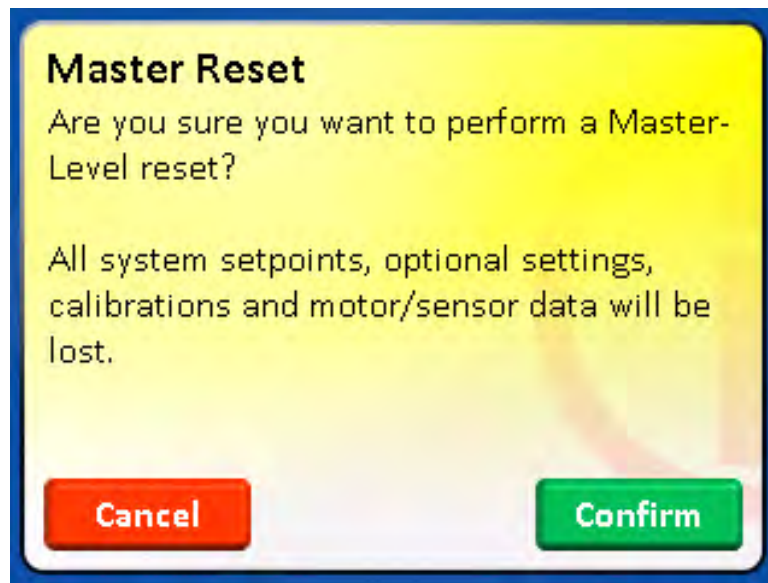 Master Reset
Are you sure you want to perform a Master-
Level reset?
All system setpoints, optional settings,
calibrations and motor/sensor data will be
lost.
Cancel
Confirm